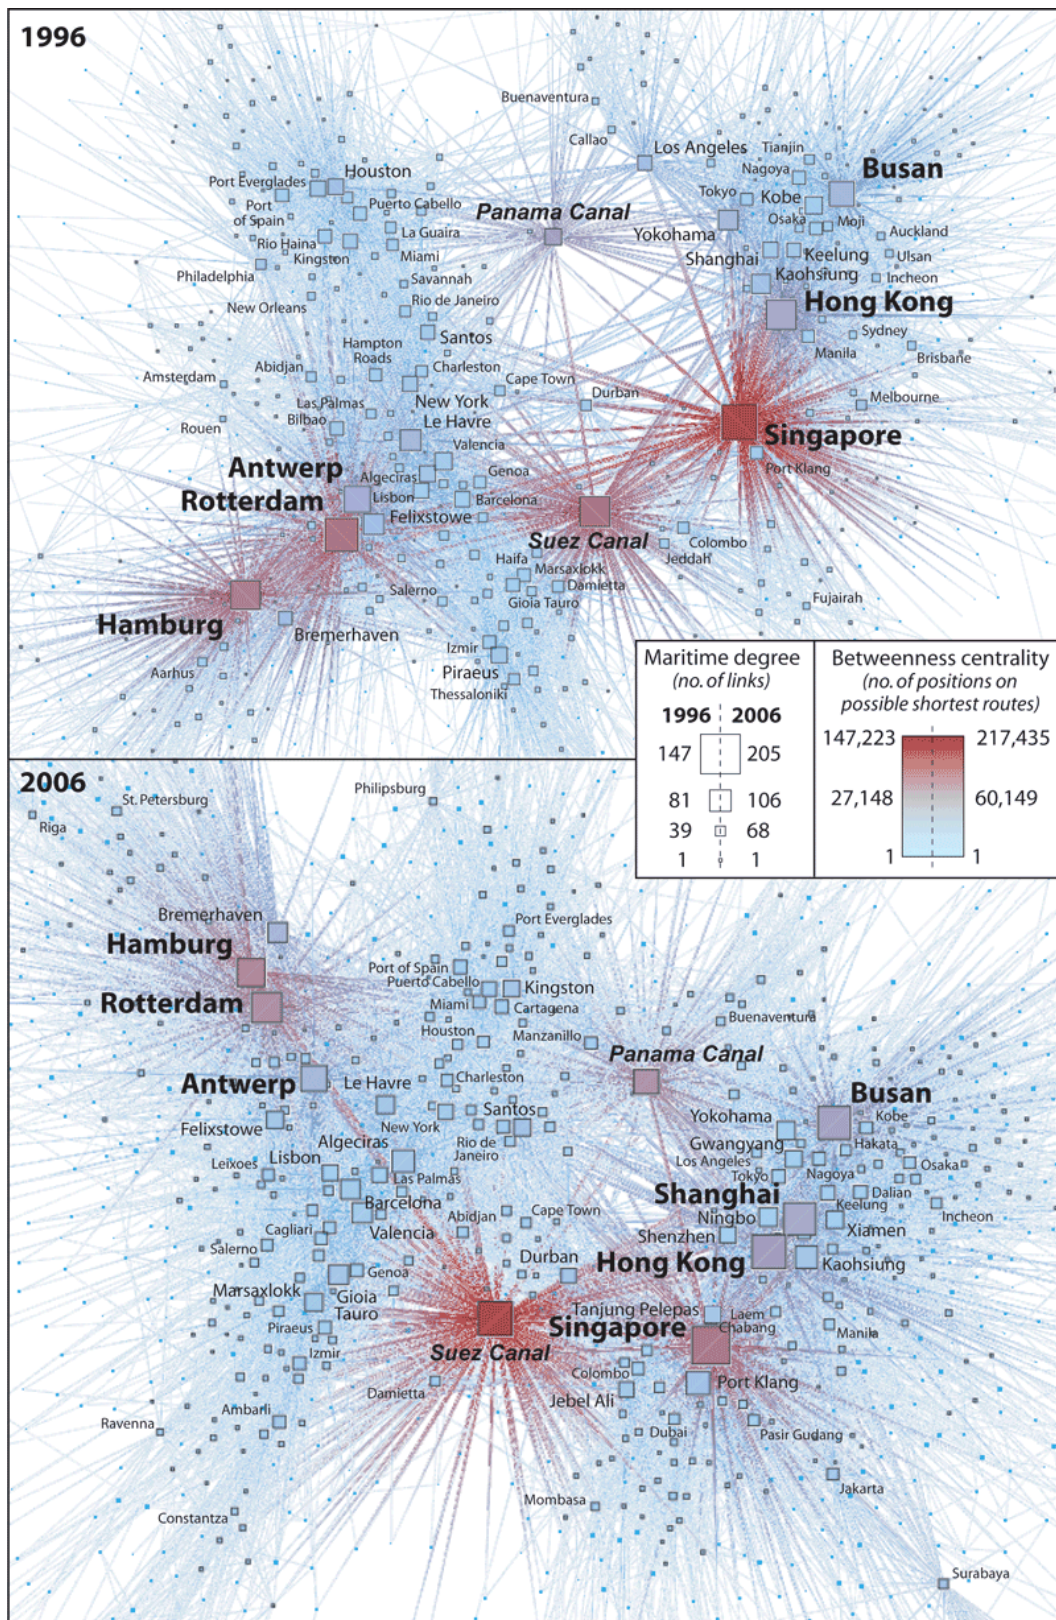 1996
Buenaventura
Callao
Los Angeles
Tianjin
Nagoya
Busan
Houston
Port Everglades
Port
of Spain
Puerto Cabello
Panama Canal
Tokyo
Kobe
Osaka
Moji
Yokohama
Auckland
La Guaira
Rio Haina
Kingston
Miami
Shanghai
Keelung
Ulsan
Philadelphia
Savannah
Kaohsiung
Incheon
New Orleans
Rio de Janeiro
Hong Kong
Santos
Sydney
Hampton
Roads
Manila
Brisbane
Abidjan
Charleston
Amsterdam
Cape Town
Durban
Melbourne
New York
Las Palmas
Le Havre
Bilbao
Rouen
Singapore
Valencia
Port Klang
Antwerp
Algeciras
Genoa
Rotterdam
Lisbon
Barcelona
Felixstowe
Suez Canal
Colombo
Jeddah
Haifa
Marsaxlokk
Damietta
Salerno
Gioia Tauro
Fujairah
Hamburg
Bremerhaven
Izmir
Piraeus
Aarhus
Thessaloniki
Maritime degree
(no. of links)
1996 2006
147 205
81 106
39 68
1 1
Betweenness centrality
(no. of positions on
possible shortest routes)
147,223 217,435
27,148 60,149
1 1
2006
St. Petersburg
Philipsburg
Riga
Bremerhaven
Port Everglades
Hamburg
Port of Spain
Puerto Cabello
Kingston
Rotterdam
Miami
Cartagena
Buenaventura
Houston
Manzanillo
Panama Canal
Antwerp
Le Havre
Charleston
Busan
Felixstowe
New York
Santos
Yokohama
Kobe
Algeciras
Rio de
Janeiro
Gwangyang
Hakata
Leixoes
Lisbon
Los Angeles
Osaka
Las Palmas
Tokyo
Nagoya
Barcelona
Shanghai
Dalian
Keelung
Abidjan
Cape Town
Ningbo
Incheon
Cagliari
Valencia
Shenzhen
Xiamen
Salerno
Durban
Hong Kong
Kaohsiung
Genoa
Marsaxlokk
Gioia
Tauro
Tanjung Pelepas
Laem
Chabang
Piraeus
Singapore
Manila
Izmir
Suez Canal
Colombo
Port Klang
Damietta
Jebel Ali
Ambarli
Ravenna
Dubai
Pasir Gudang
Jakarta
Mombasa
Constantza
Surabaya